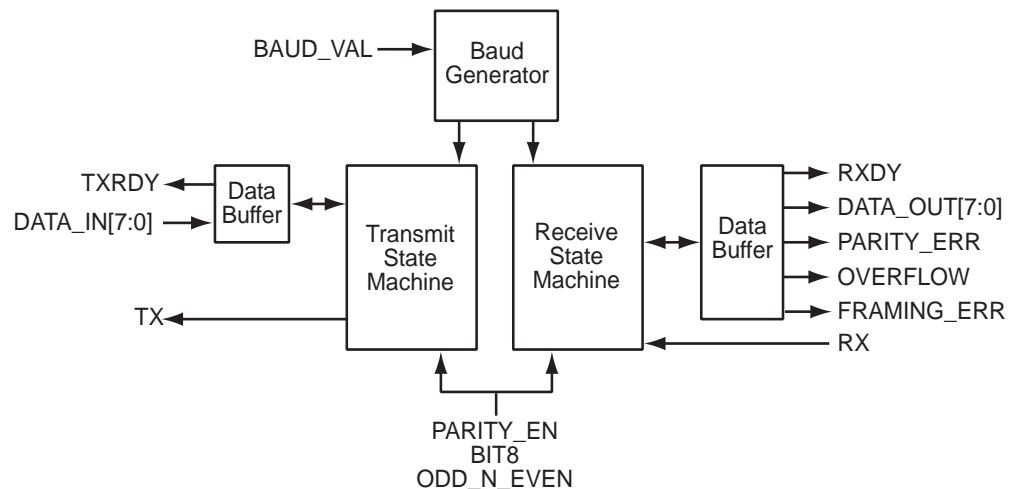 BAUD_VAL
Baud
Generator
TXRDY
DATA_IN[7:0]
Data
Buffer
Transmit
State
Machine
TX
Receive
State
Machine
Data
Buffer
RXDY
DATA_OUT[7:0]
PARITY_ERR
OVERFLOW
FRAMING_ERR
RX
PARITY_EN
BIT8
ODD_N_EVEN